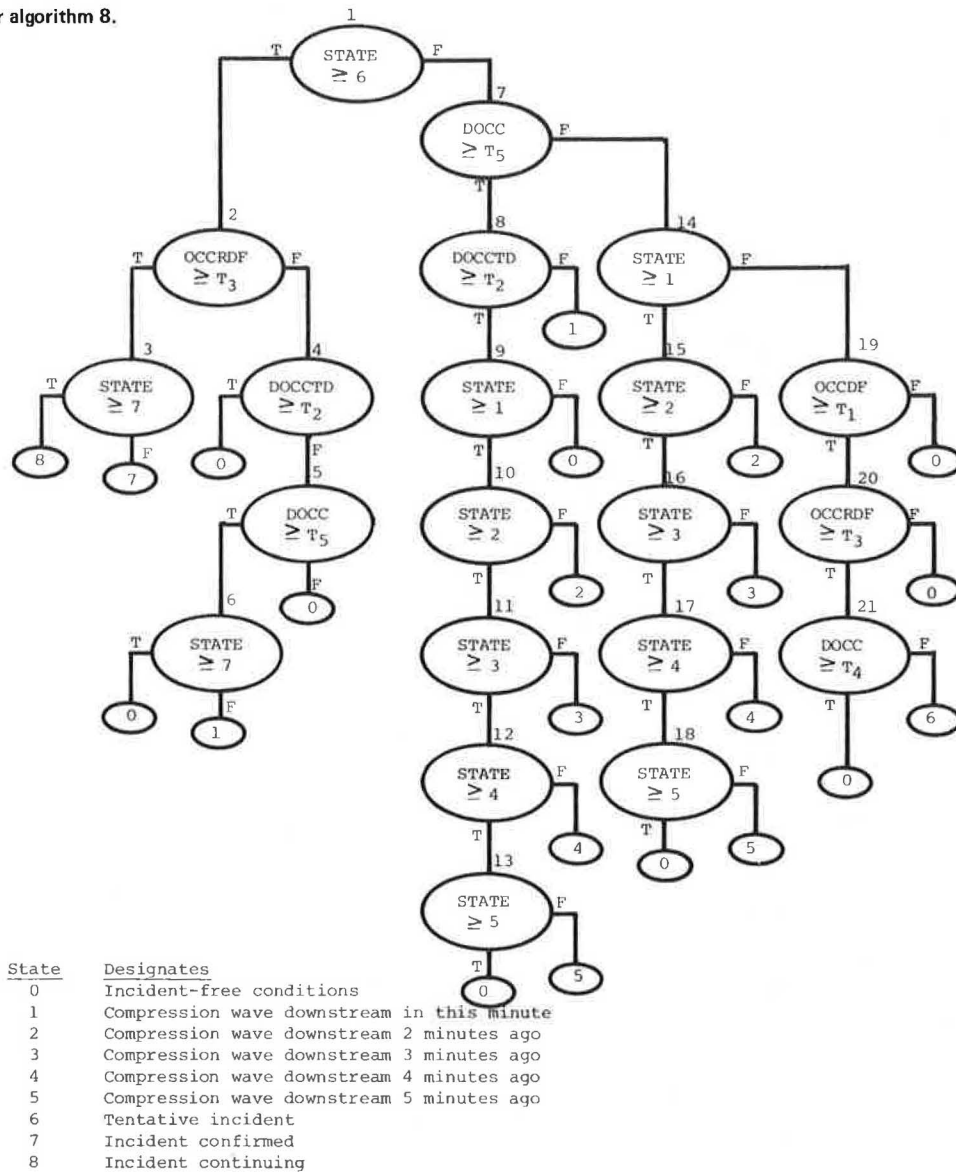 r algorithm 8.
1
T
STATE
≥ 6
F
7
DOCC
≥ T5
F
T
2
8
14
T
OCCRDF
≥ T3
F
DOCCTD
≥ T2
F
STATE
≥ 1
F
T
1
T
3
4
9
15
19
T
STATE
≥ 7
T
DOCCTD
≥ T2
STATE
≥ 1
F
STATE
≥ 2
F
OCCDF
≥ T1
F
8
F
7
0
F
T
0
T
2
T
0
5
10
16
20
T
DOCC
≥ T5
STATE
≥ 2
F
STATE
≥ 3
F
OCCRDF
≥ T3
F
F
0
T
2
T
3
T
0
6
11
17
21
T
STATE
≥ 7
STATE
≥ 3
F
STATE
≥ 4
F
DOCC
≥ T4
F
0
F
1
T
3
T
4
T
6
12
18
0
STATE
≥ 4
F
STATE
≥ 5
F
T
4
T
0
5
13
STATE
≥ 5
F
T
0
5
State Designates
0 Incident-free conditions
1 Compression wave downstream in this minute
2 Compression wave downstream 2 minutes ago
3 Compression wave downstream 3 minutes ago
4 Compression wave downstream 4 minutes ago
5 Compression wave downstream 5 minutes ago
6 Tentative incident
7 Incident confirmed
8 Incident continuing